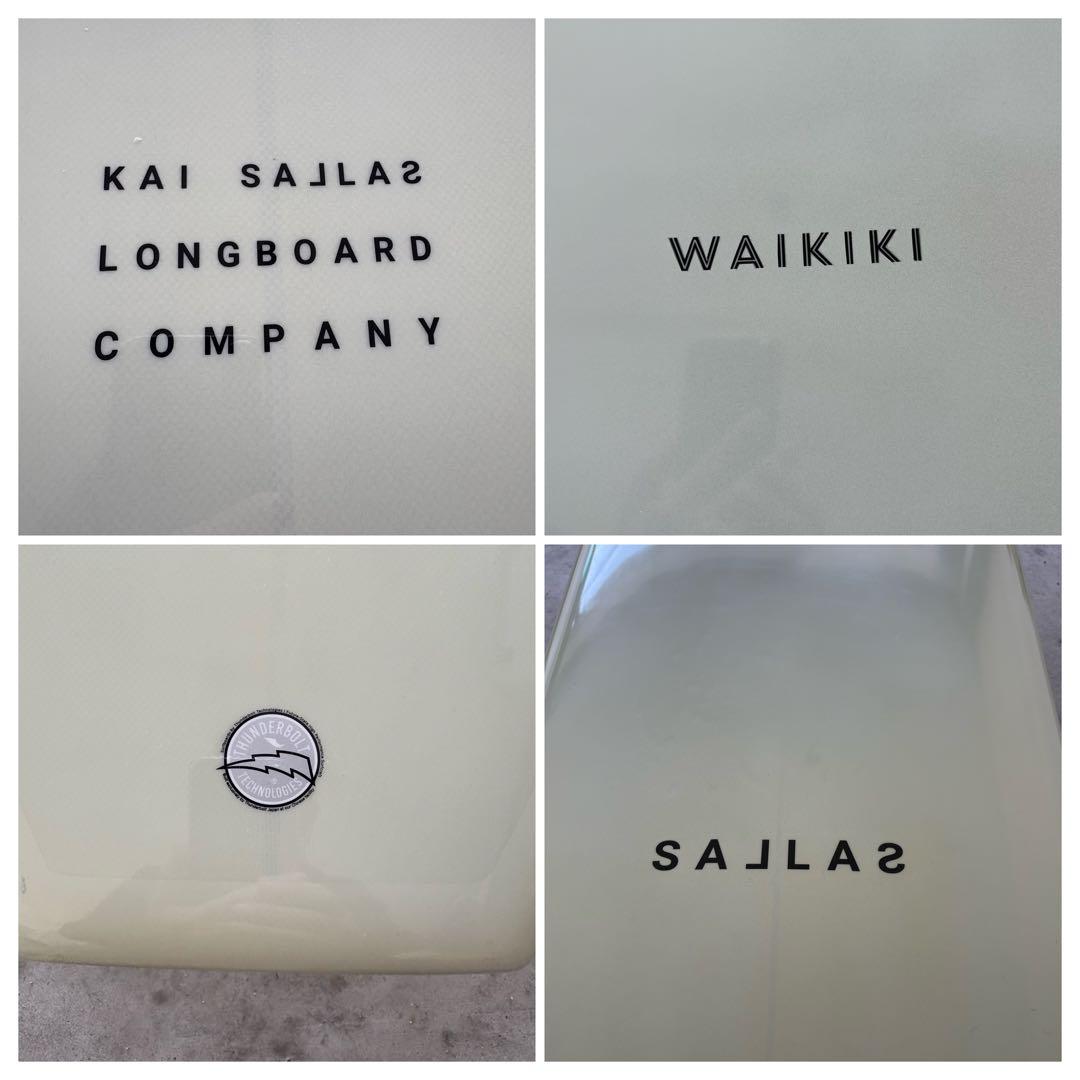 KAI SALLAS
LONGBOARD
COMPANY
WAIKIKI
THUNDERBOLT
TECHNOLOGIES
SALLAS